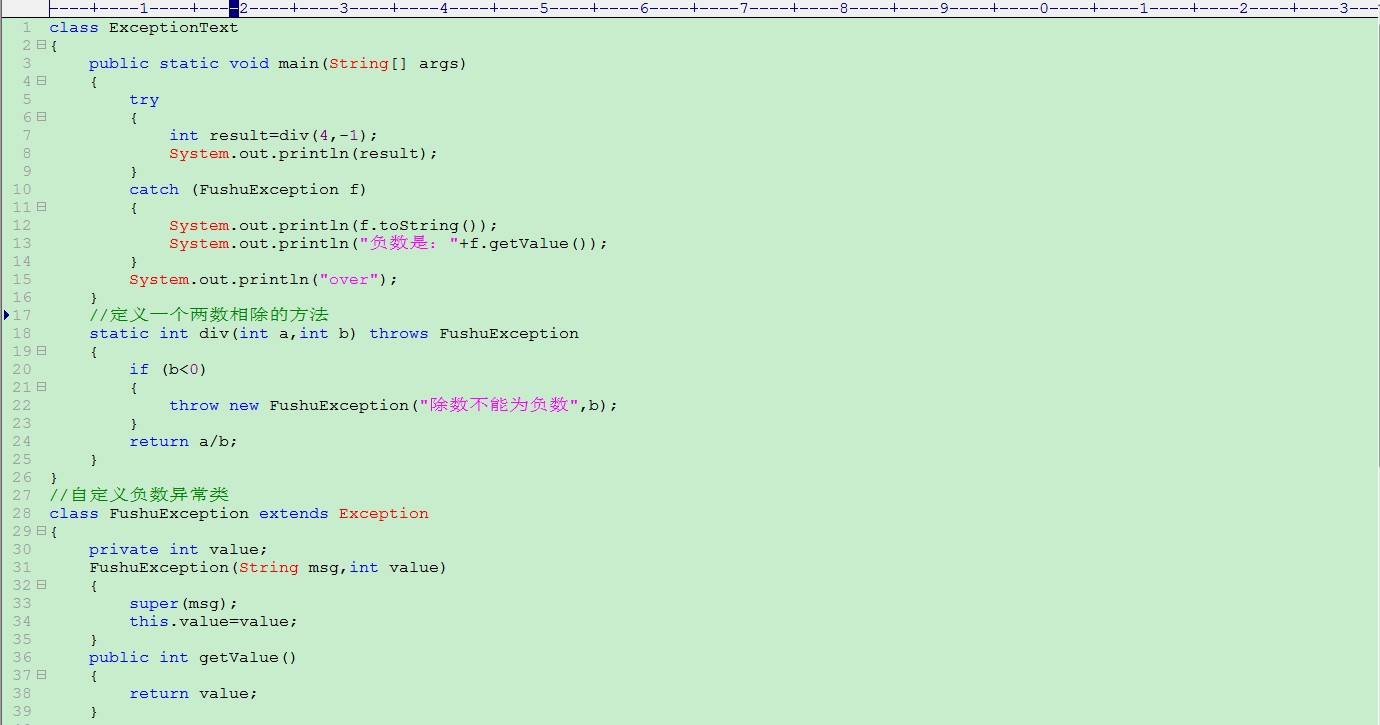 ----+----1----+----2----+----3----+----4----+----5----+----6----+----7----+----8----+----9----+----0----+----1----+----2----+----3---
1 class ExceptionText
2 {
3     public static void main(String[] args)
4     {
5         try
6         {
7             int result=div(4,-1);
8             System.out.println(result);
9         }
10         catch (FushuException f)
11         {
12             System.out.println(f.toString());
13             System.out.println("负数是："+f.getValue());
14         }
15         System.out.println("over");
16     }
17     //定义一个两数相除的方法
18     static int div(int a,int b) throws FushuException
19     {
20         if (b<0)
21         {
22             throw new FushuException("除数不能为负数",b);
23         }
24         return a/b;
25     }
26 }
27 //自定义负数异常类
28 class FushuException extends Exception
29 {
30     private int value;
31     FushuException(String msg,int value)
32     {
33         super(msg);
34         this.value=value;
35     }
36     public int getValue()
37     {
38         return value;
39     }